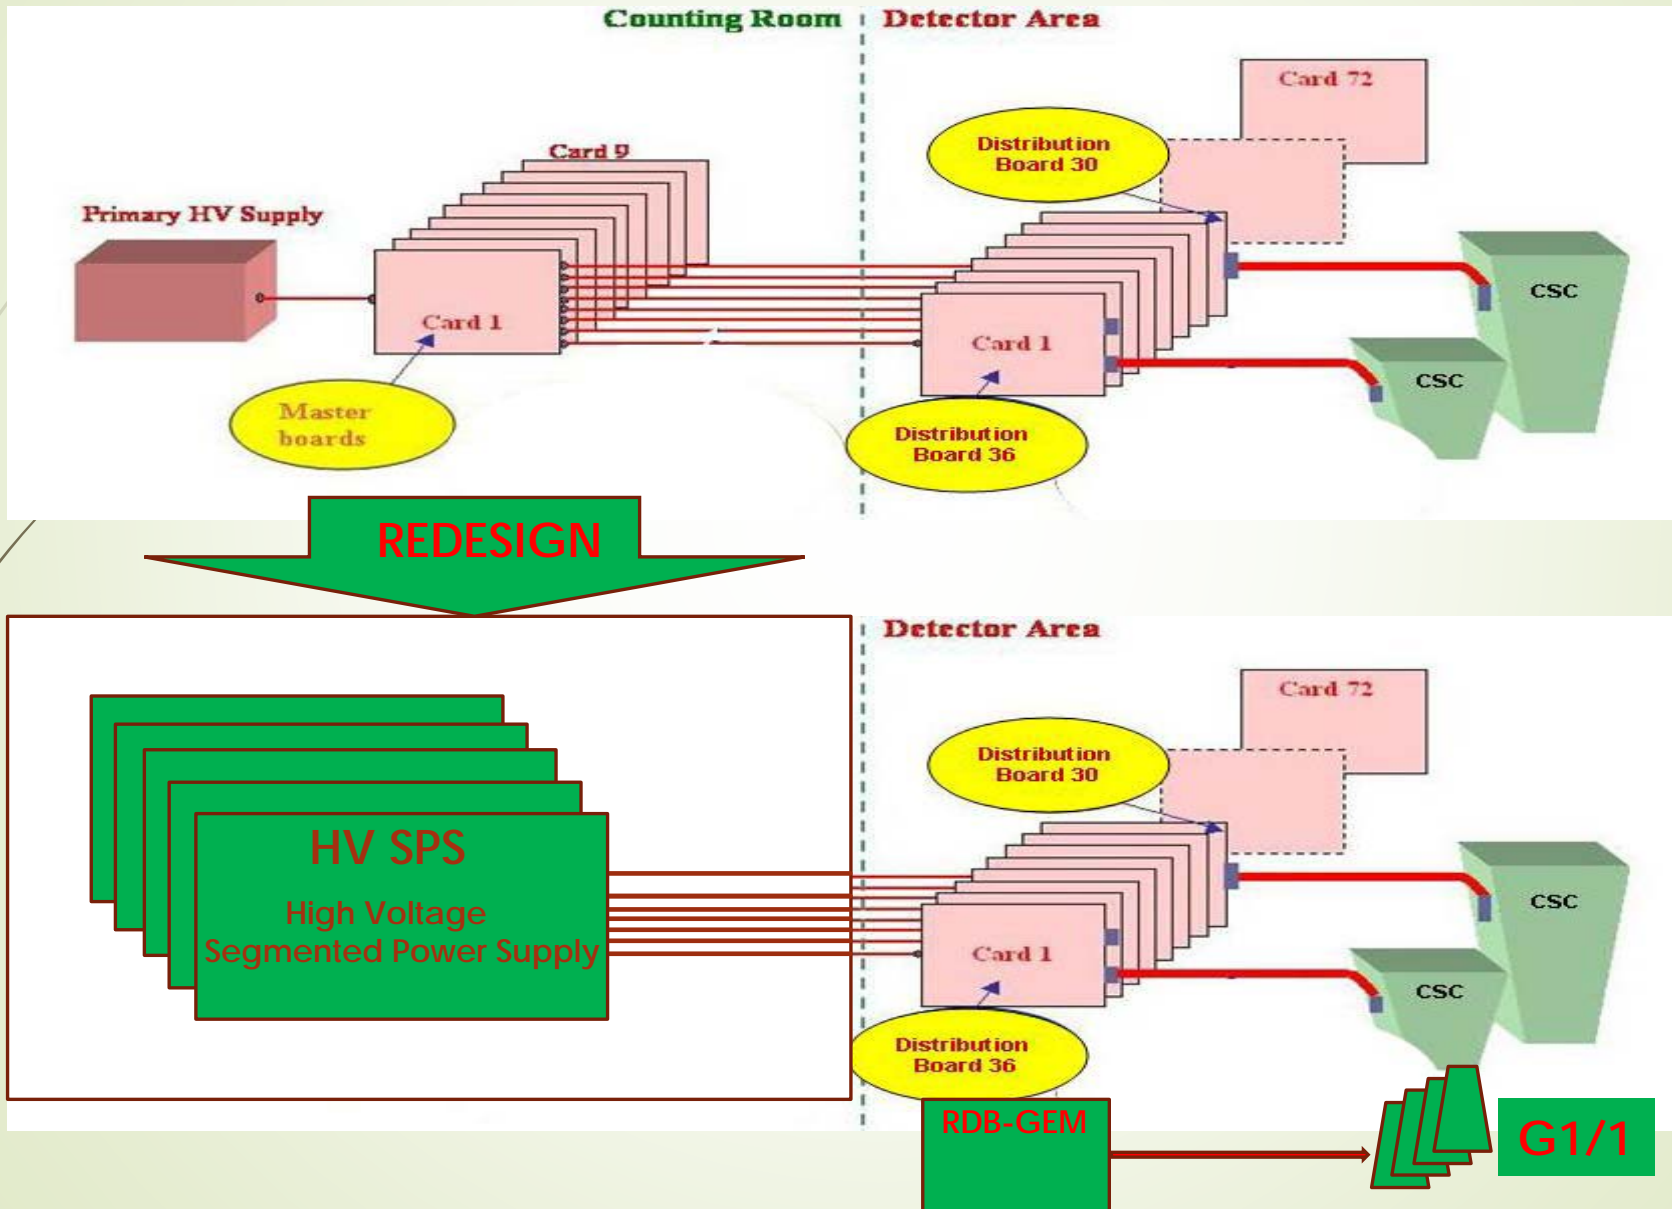 Counting Room
Detector Area
Card 72
Distribution
Board 30
Card 9
Primary HV Supply
CSC
Card 1
Card 1
CSC
Master
boards
Distribution
Board 36
REDESIGN
Detector Area
Card 72
Distribution
Board 30
HV SPS
High Voltage
Segmented Power Supply
CSC
Card 1
CSC
Distribution
Board 36
RDB-GEM
G1/1